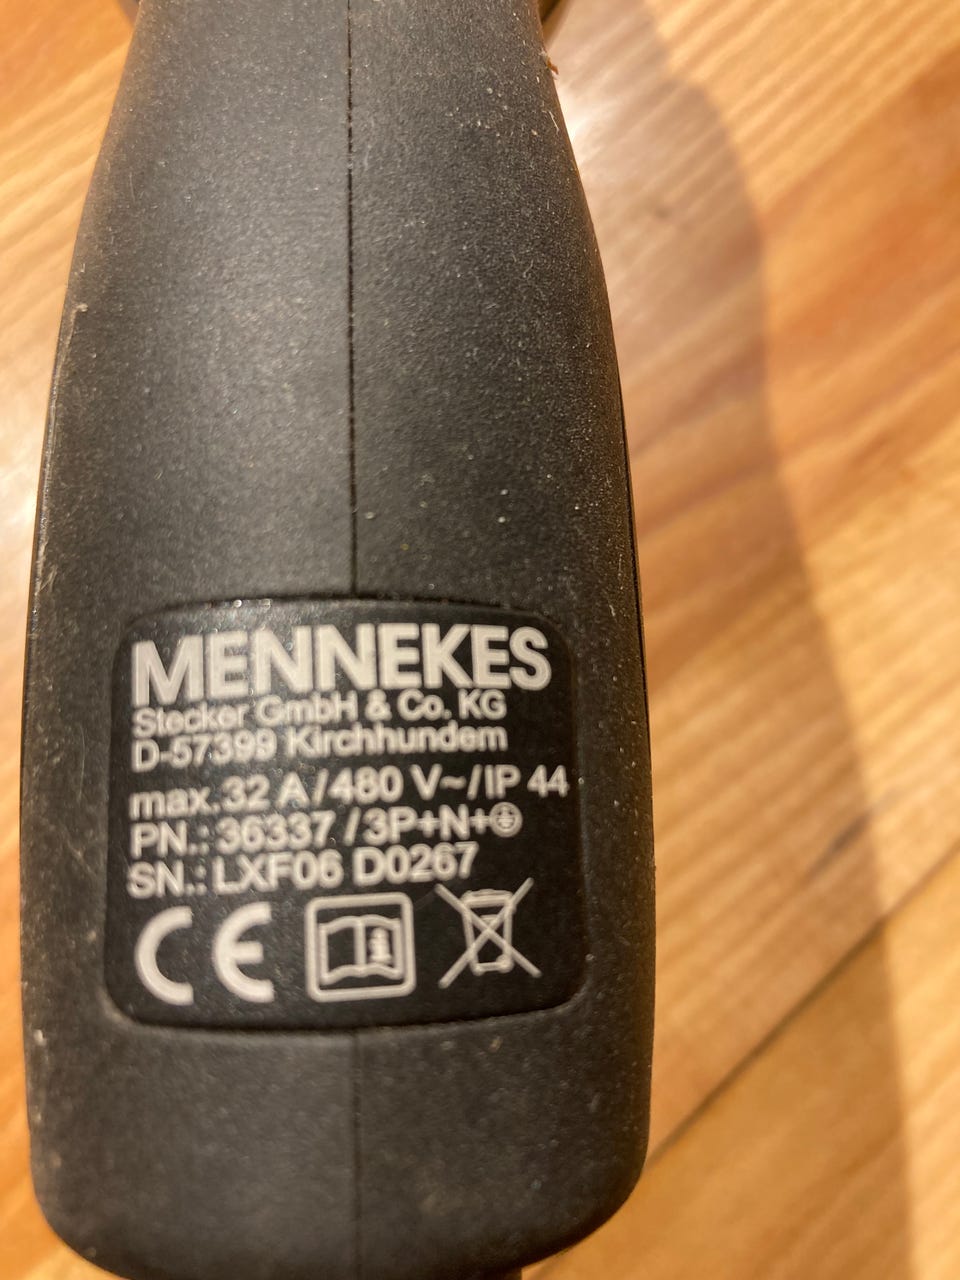 MENNEKES
Stecker GmbH & Co. KG
D-57399 Kirchhundem
max. 32 A / 480 V~ / IP 44
PN.: 36337 / 3P+N+⏚
SN.: LXF06 D0267
CE